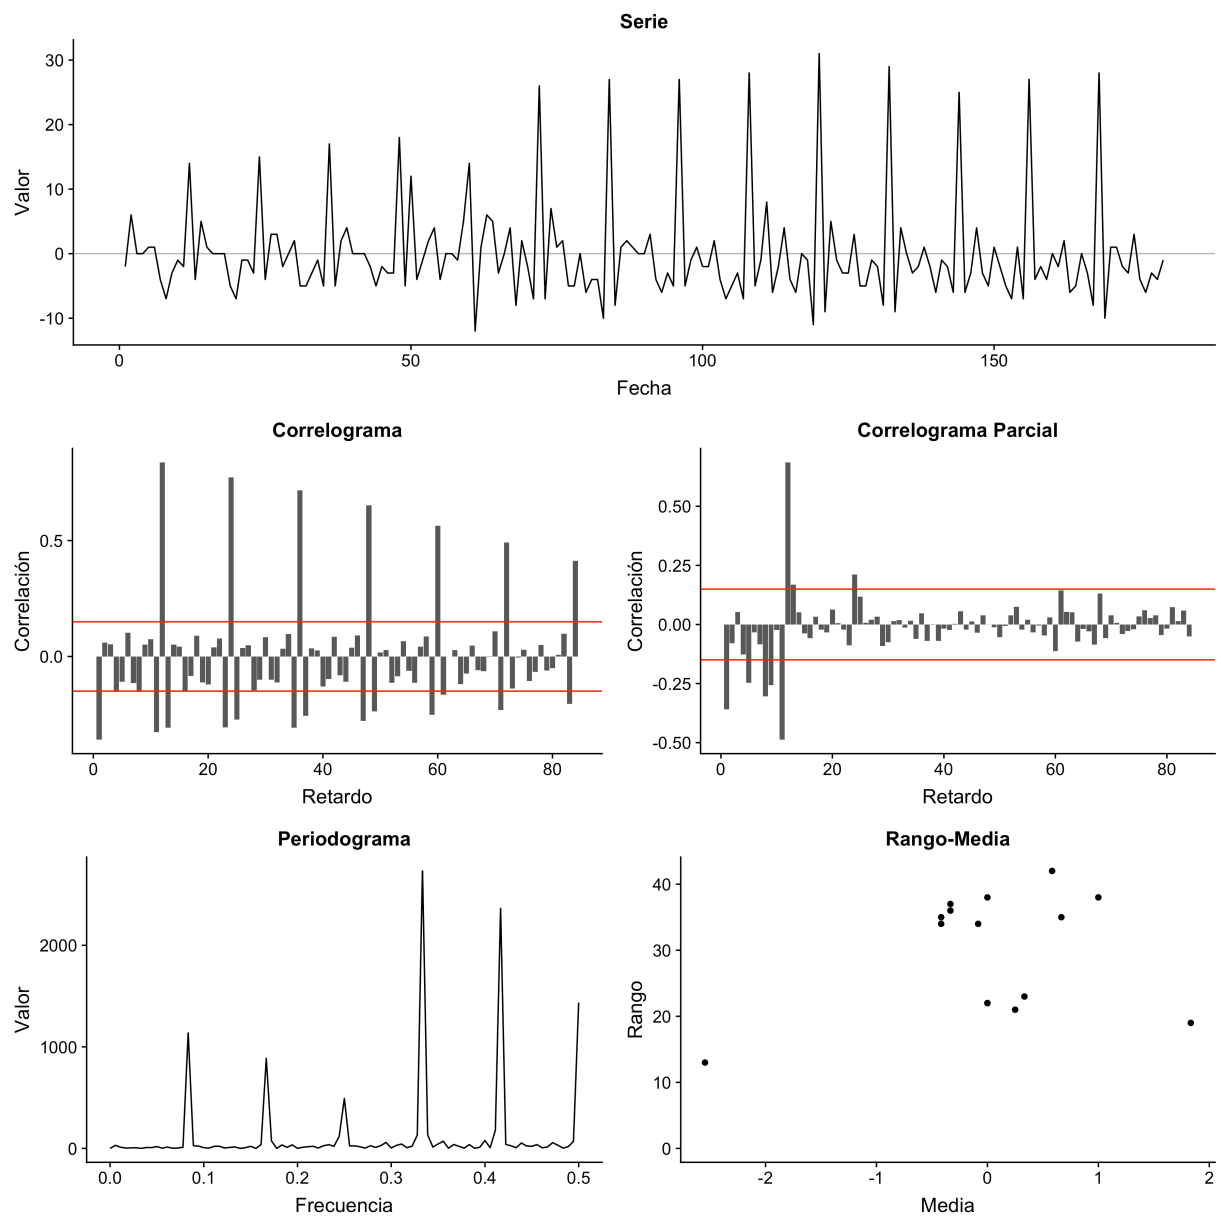 Serie
30
20
10
0
-10
Valor
0 50 100 150
Fecha
Correlograma
0.5
0.0
Correlación
0 20 40 60 80
Retardo
Correlograma Parcial
0.50
0.25
0.00
-0.25
-0.50
Correlación
0 20 40 60 80
Retardo
Periodograma
2000
1000
0
Valor
0.0 0.1 0.2 0.3 0.4 0.5
Frecuencia
Rango-Media
40
30
20
10
0
Rango
-2 -1 0 1 2
Media